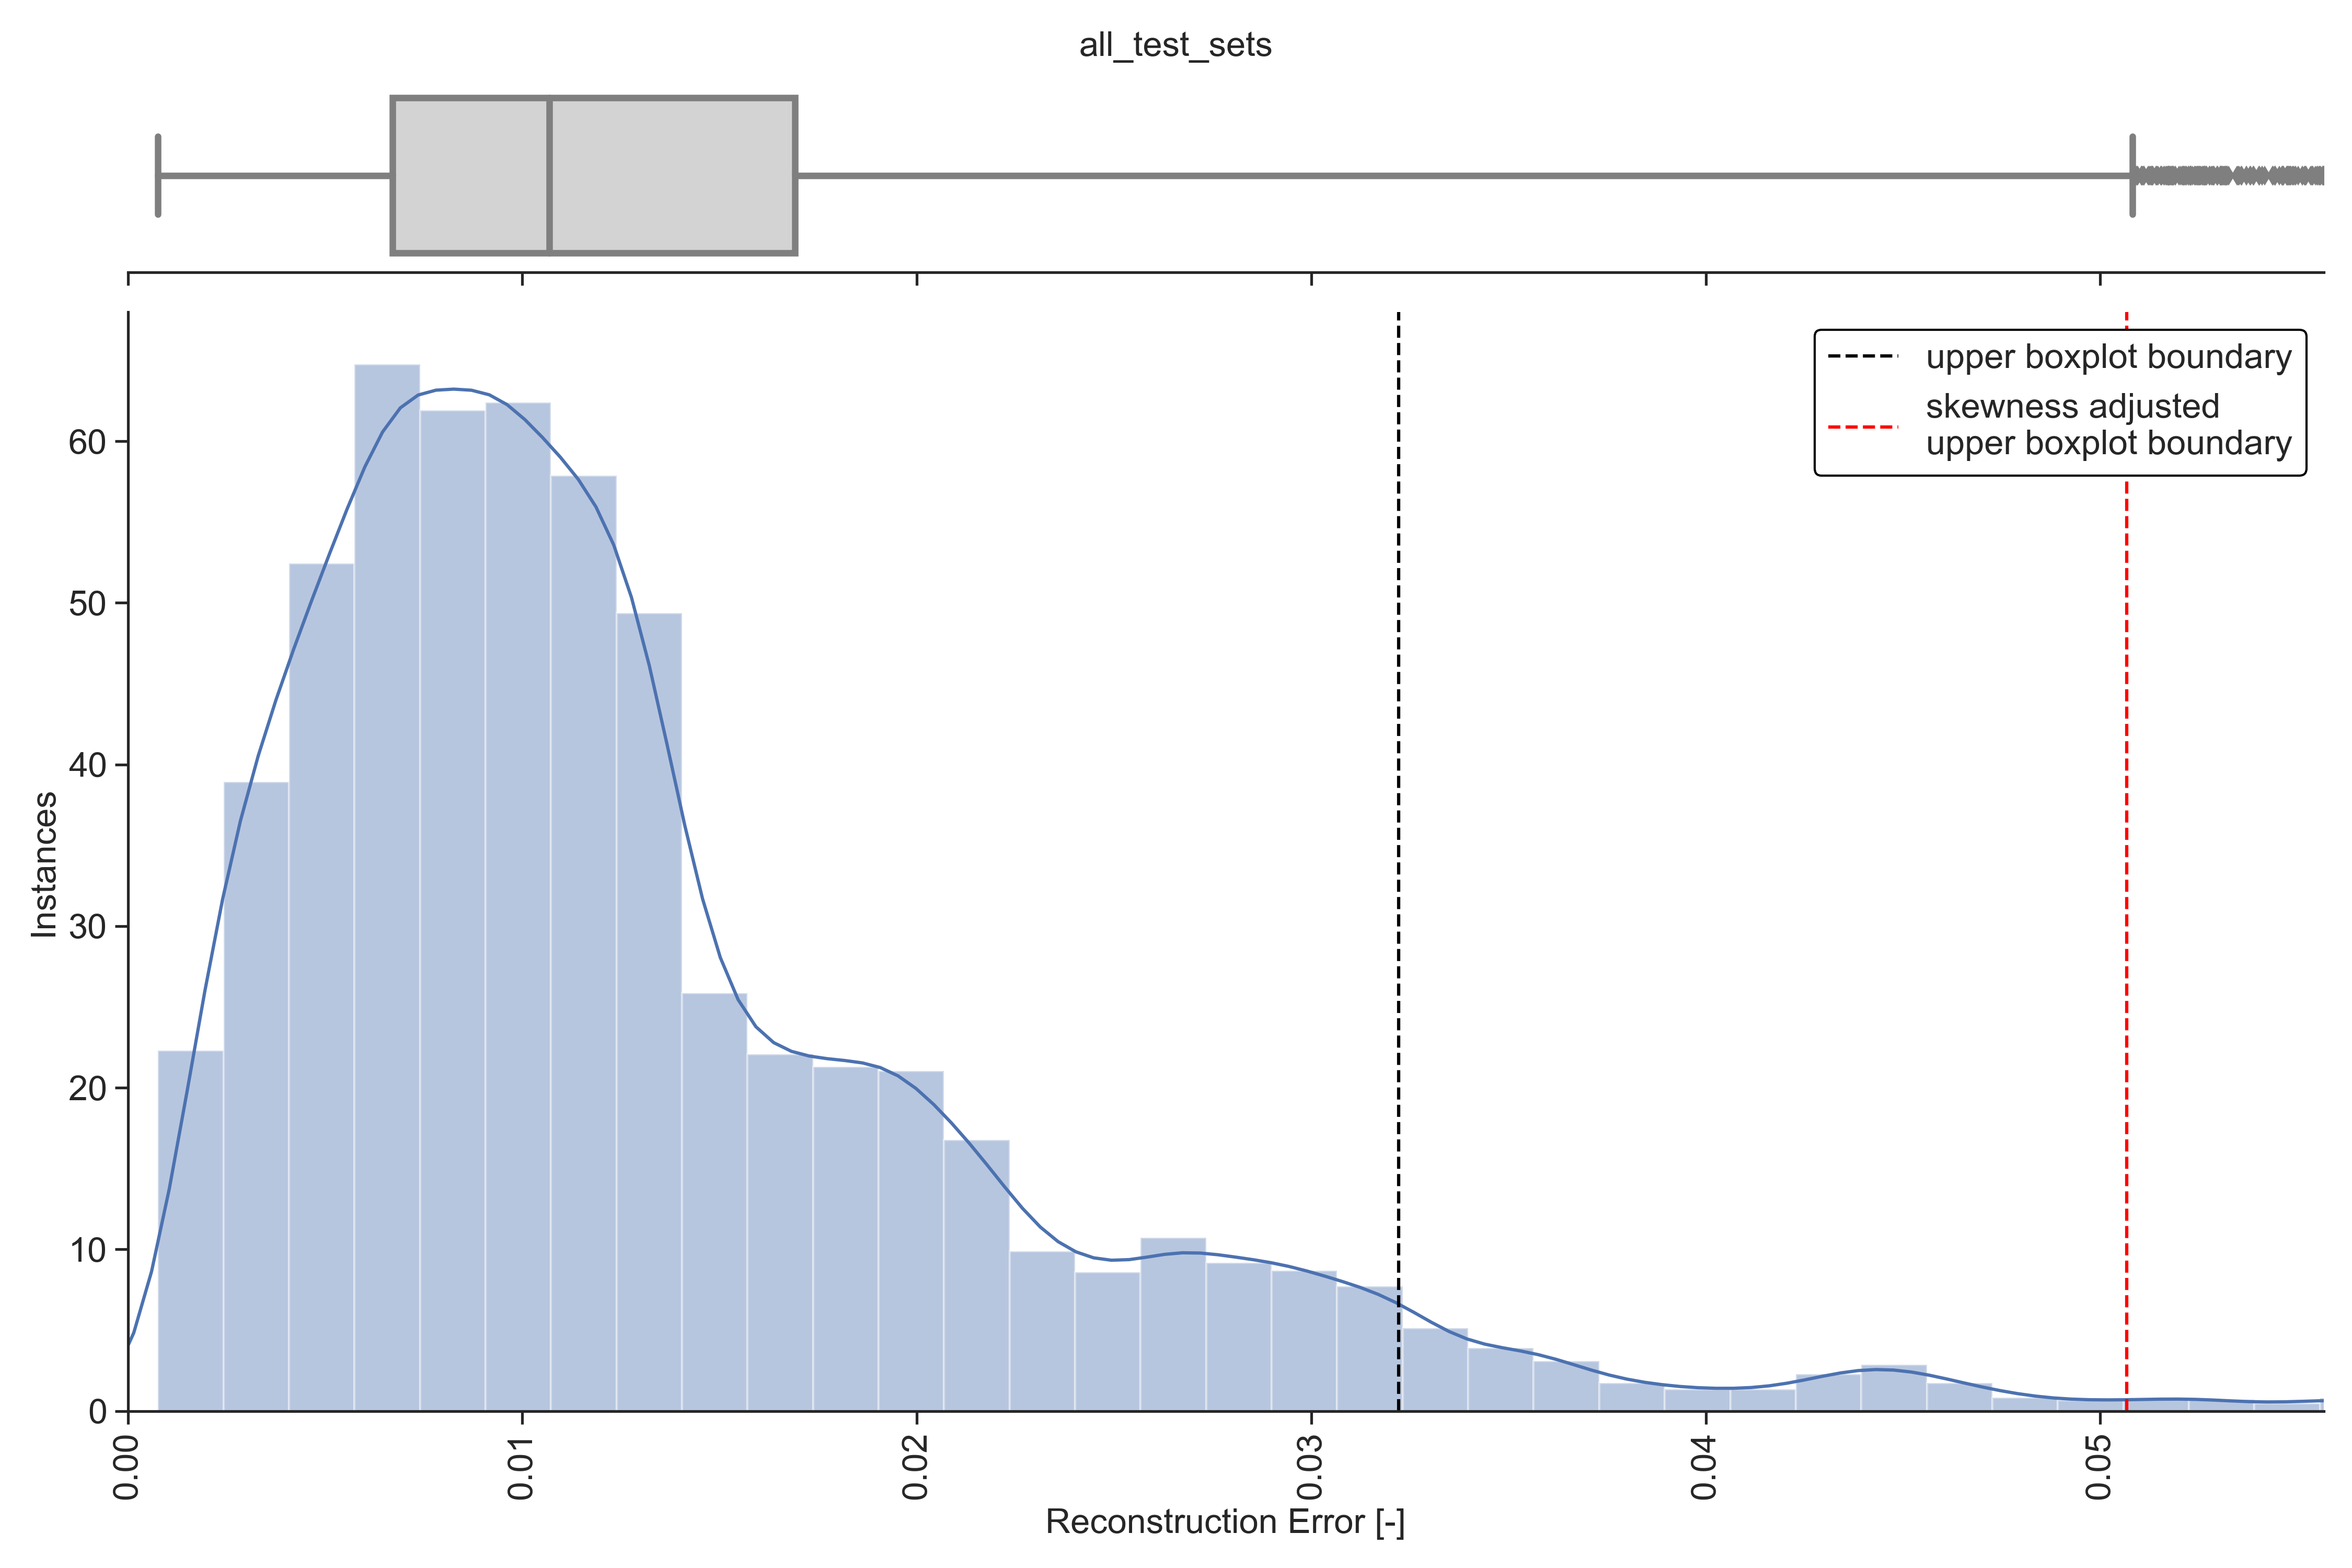 all_test_sets
upper boxplot boundary
skewness adjusted
upper boxplot boundary
60
50
40
30
20
10
0
Instances
0.00
0.01
0.02
0.03
0.04
0.05
Reconstruction Error [-]